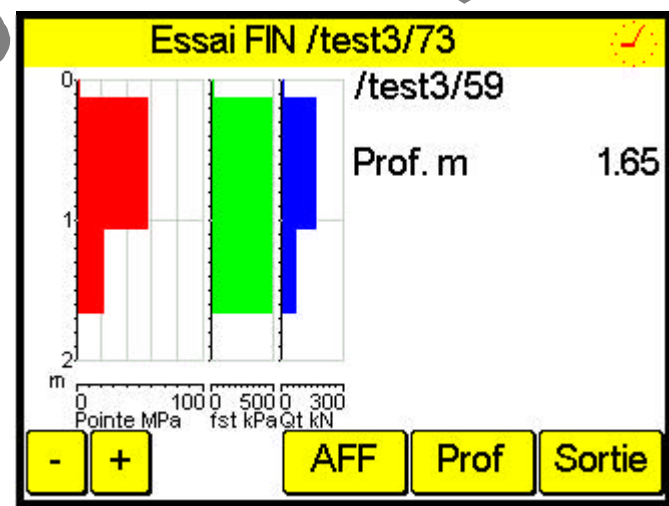 Essai FIN /test3/73
/test3/59
Prof. m 1.65
0
1
2
m
0 100 0 500 0 300
Pointe MPa fst kPa Qt kN
- + AFF Prof Sortie